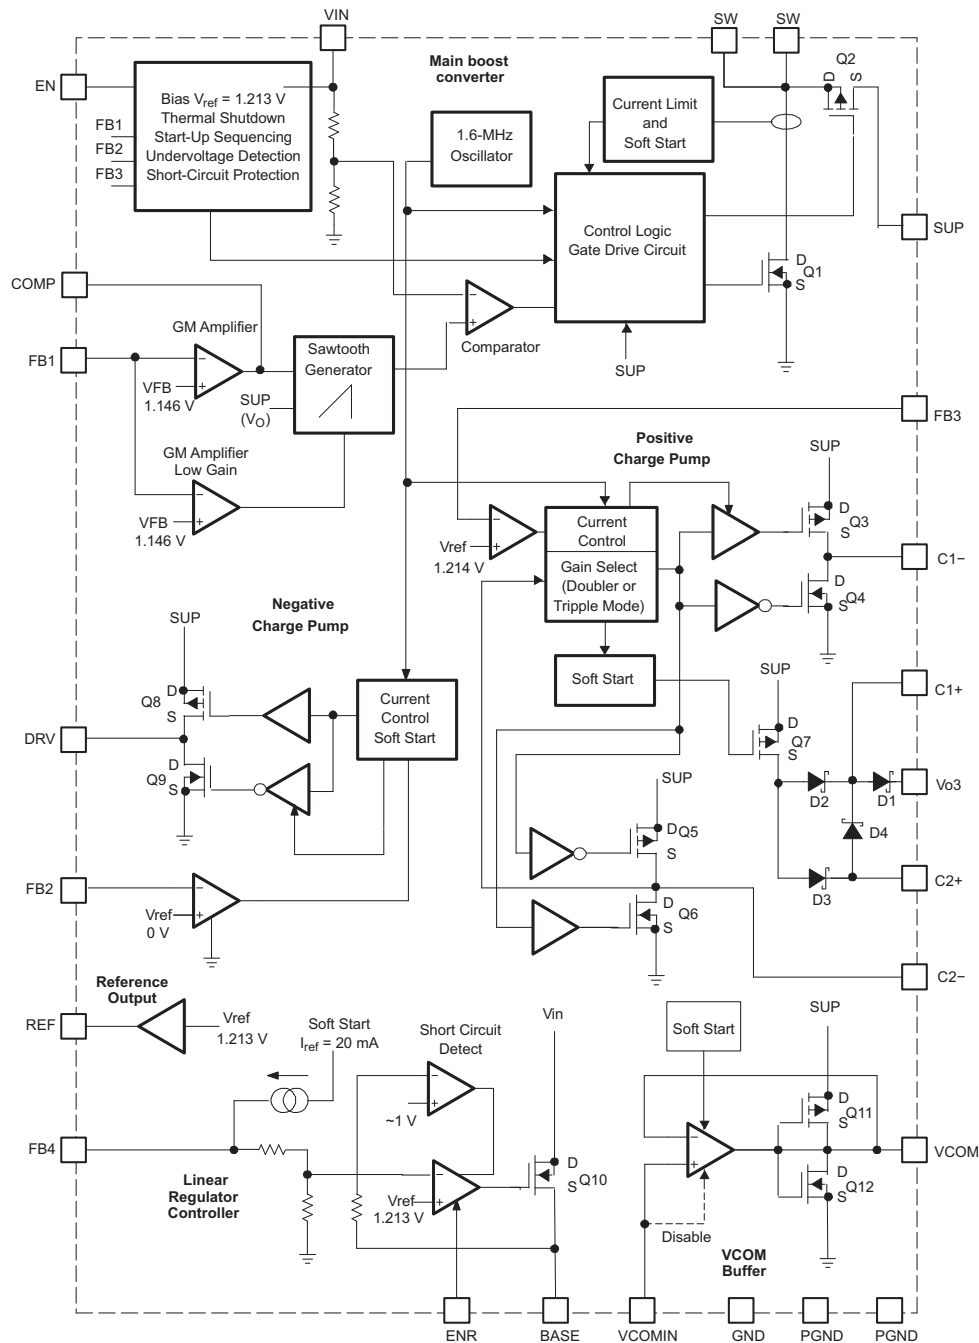 VIN
SW
SW
Main boost
converter
Q2
D
S
EN
Bias Vref = 1.213 V
Thermal Shutdown
Start-Up Sequencing
Undervoltage Detection
Short-Circuit Protection
FB1
FB2
FB3
1.6-MHz
Oscillator
Current Limit
and
Soft Start
Control Logic
Gate Drive Circuit
SUP
D
Q1
S
COMP
GM Amplifier
FB1
−
+
VFB
1.146 V
Sawtooth
Generator
SUP
(VO)
−
+
Comparator
SUP
FB3
GM Amplifier
Low Gain
−
+
VFB
1.146 V
Positive
Charge Pump
SUP
−
+
Vref
1.214 V
Current
Control
Gain Select
(Doubler or
Tripple Mode)
D
Q3
S
C1−
D
Q4
S
Negative
Charge Pump
SUP
Soft Start
SUP
C1+
D
Q8
S
Current
Control
Soft Start
D
Q7
S
DRV
D
Q9
S
Vo3
D2
D1
SUP
D4
D
Q5
S
FB2
−
+
Vref
0 V
C2+
D3
D
Q6
S
C2−
Reference
Output
REF
Vref
1.213 V
Soft Start
Iref = 20 mA
Short Circuit
Detect
Vin
Soft Start
SUP
−
+
~1 V
D
Q11
S
FB4
−
+
VCOM
Linear
Regulator
Controller
−
+
Vref
1.213 V
D
Q10
S
D
Q12
S
Disable
VCOM
Buffer
ENR
BASE
VCOMIN
GND
PGND
PGND